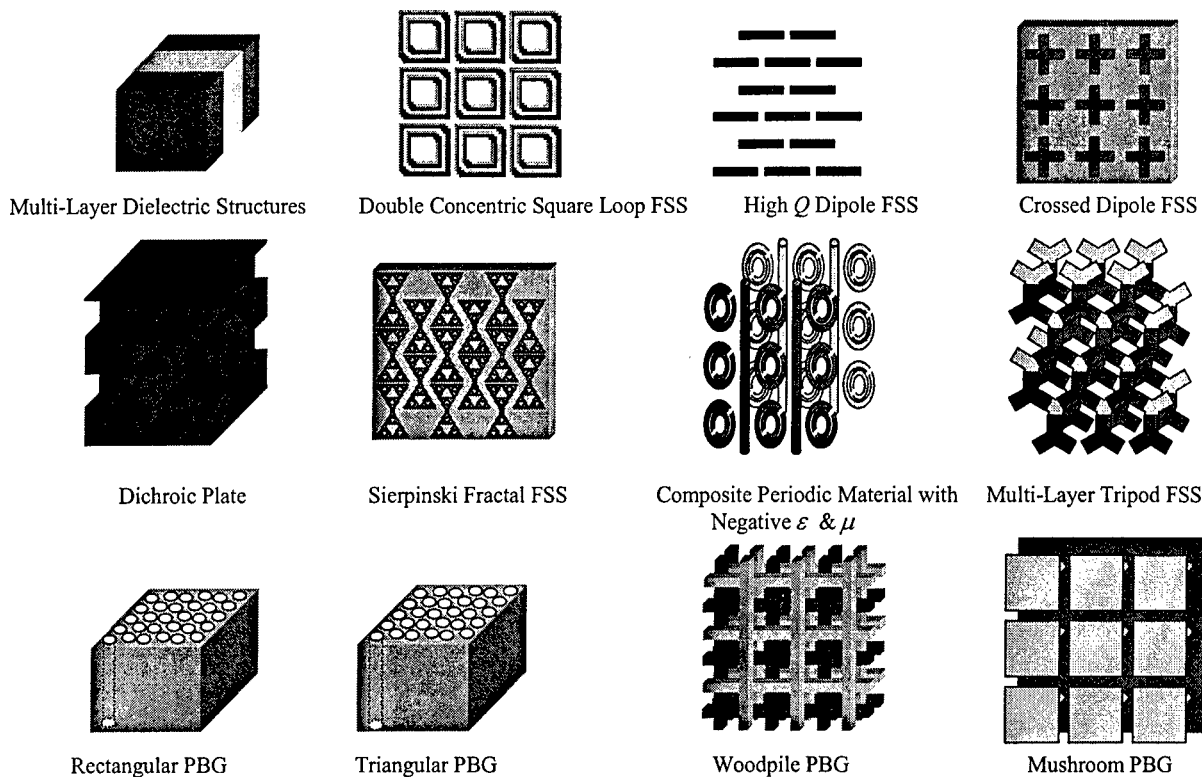 Multi-Layer Dielectric Structures
Double Concentric Square Loop FSS
High Q Dipole FSS
Crossed Dipole FSS
Dichroic Plate
Sierpinski Fractal FSS
Composite Periodic Material with
Negative ε & μ
Multi-Layer Tripod FSS
Rectangular PBG
Triangular PBG
Woodpile PBG
Mushroom PBG